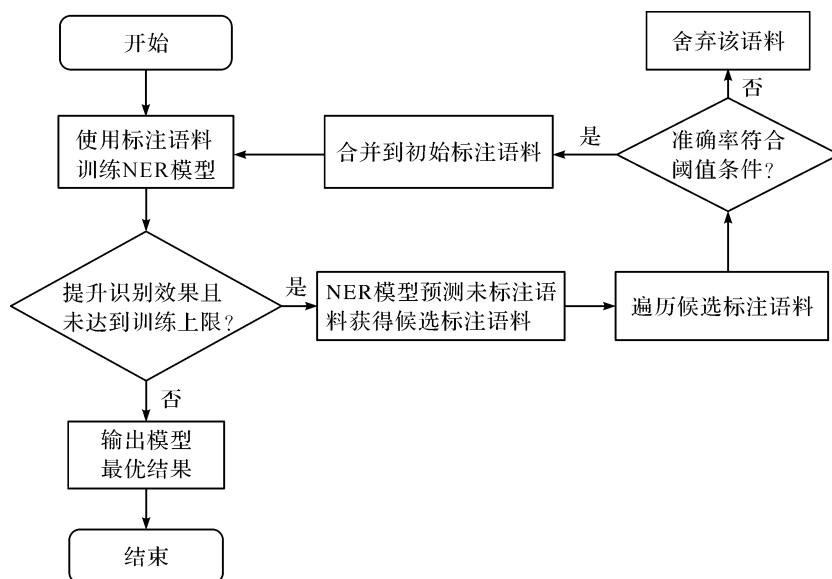 开始
舍弃该语料
否
使用标注语料
训练NER模型
合并到初始标注语料
是
准确率符合
阈值条件?
提升识别效果且
未达到训练上限?
是
NER模型预测未标注语
料获得候选标注语料
遍历候选标注语料
否
输出模型
最优结果
结束